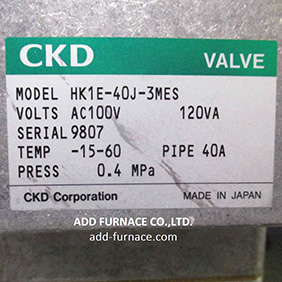 CKD VALVE
MODEL HK1E-40J-3MES
VOLTS AC100V 120VA
SERIAL 9807
TEMP -15-60 PIPE 40A
PRESS 0.4 MPa
CKD Corporation MADE IN JAPAN
ADD FURNACE CO.,LTD.
add-furnace.com